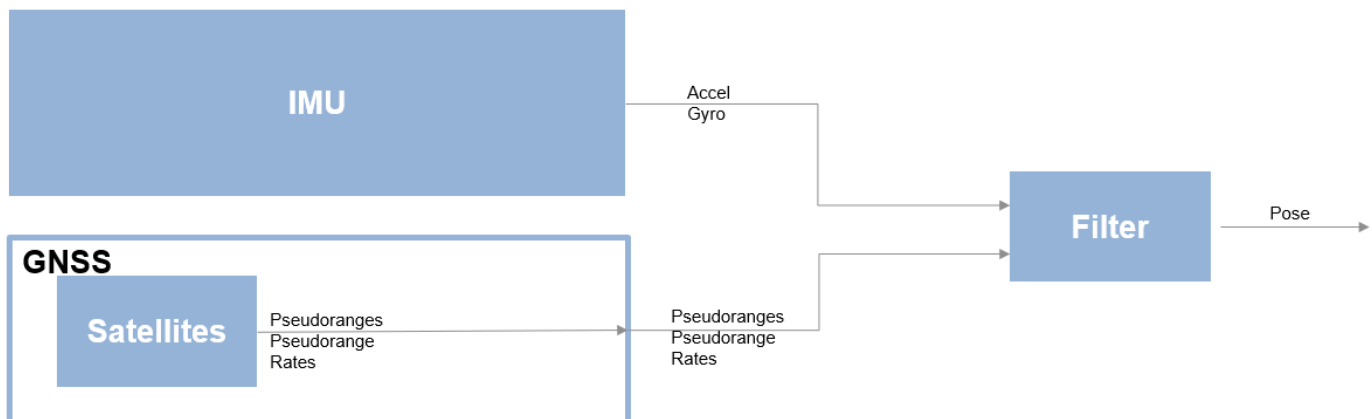 IMU
Accel
Gyro
Filter
Pose
GNSS
Satellites
Pseudoranges
Pseudorange
Rates
Pseudoranges
Pseudorange
Rates